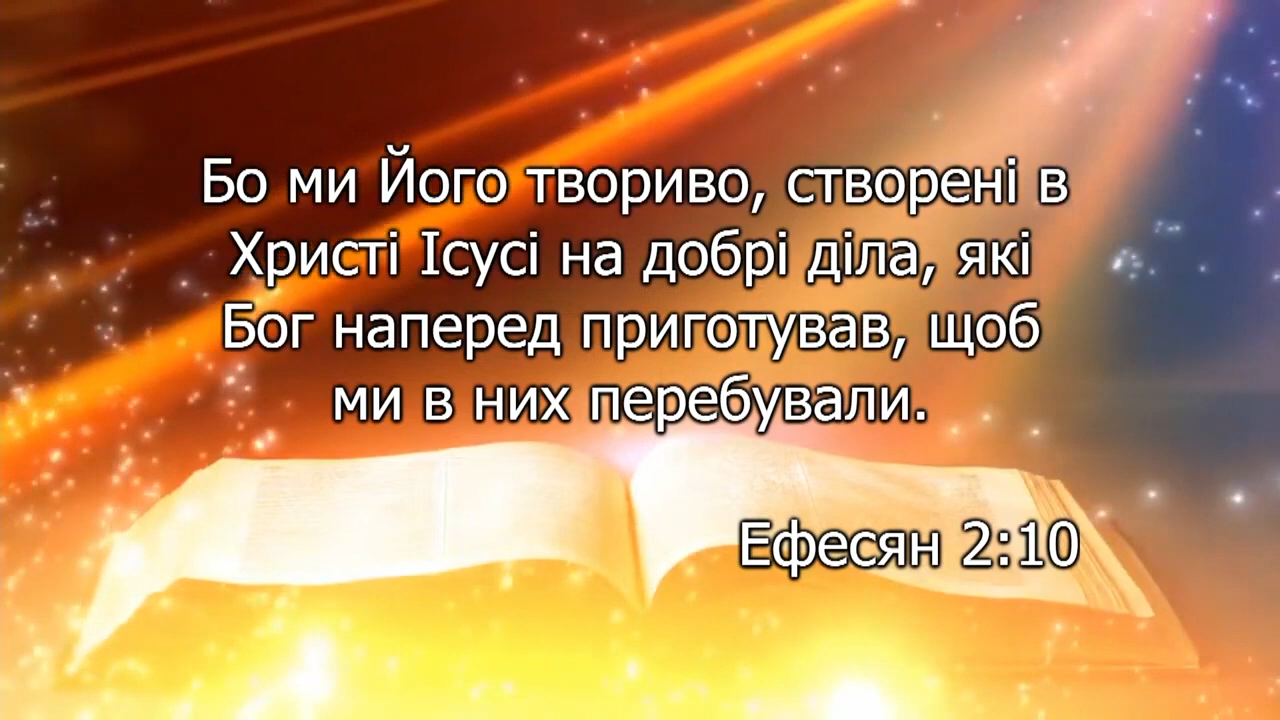 Бо ми Його твориво, створені в
Христі Ісусі на добрі діла, які
Бог наперед приготував, щоб
ми в них перебували.
Ефесян 2:10